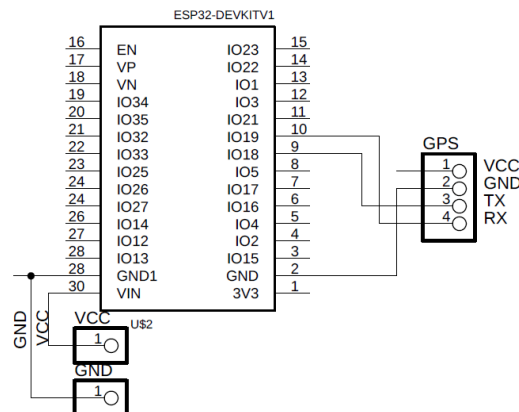 ESP32-DEVKITV1
16 EN IO23 15
17 VP IO22 14
18 VN IO1 13
19 IO34 IO3 12
20 IO35 IO21 11
21 IO32 IO19 10
22 IO33 IO18 9
23 IO25 IO5 8
24 IO26 IO17 7
24 IO27 IO16 6
26 IO14 IO4 5
27 IO12 IO2 4
28 IO13 IO15 3
28 GND1 GND 2
30 VIN 3V3 1
U$2
GPS
1 VCC
2 GND
3 TX
4 RX
GND
VCC
VCC
1
GND
1